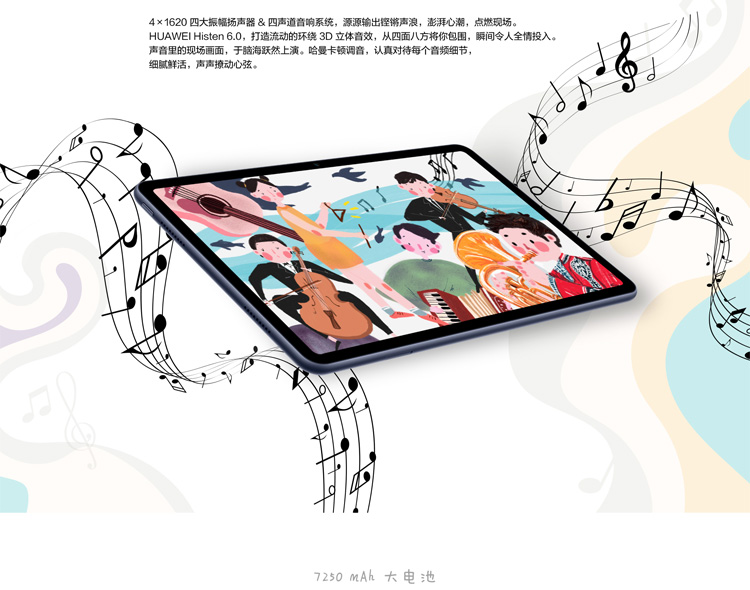 4×1620 四大振幅扬声器 & 四声道音响系统，源源输出铿锵声浪，澎湃心潮，点燃现场。
HUAWEI Histen 6.0，打造流动的环绕 3D 立体音效，从四面八方将你包围，瞬间令人全情投入。
声音里的现场画面，于脑海跃然上演。哈曼卡顿调音，认真对待每个音频细节，
细腻鲜活，声声撩动心弦。
7250 mAh 大电池